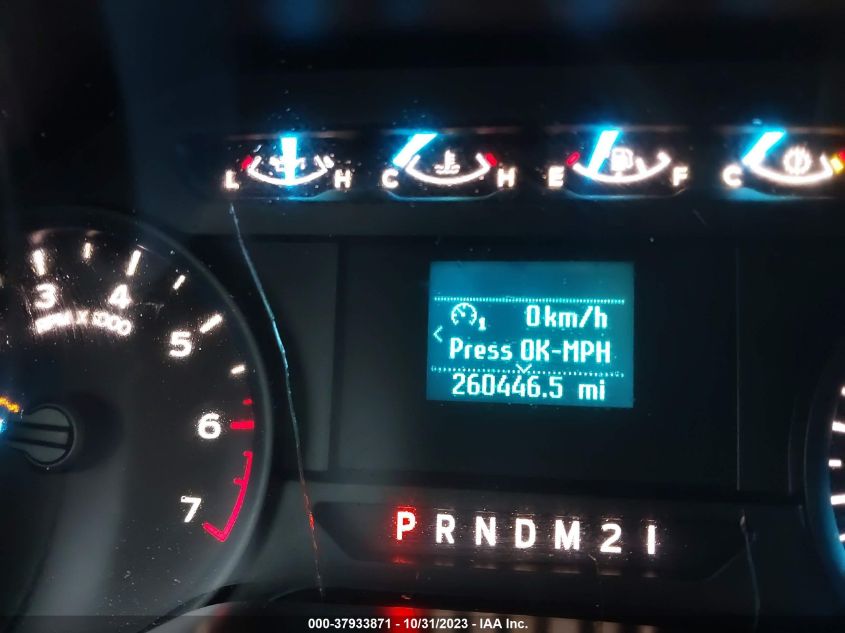 L H C H E F C
3 4 5 6 7
RPM X 1000
0km/h
1
Press OK-MPH
260446.5 mi
P R N D M 2 1
000-37933871 - 10/31/2023 - IAA Inc.